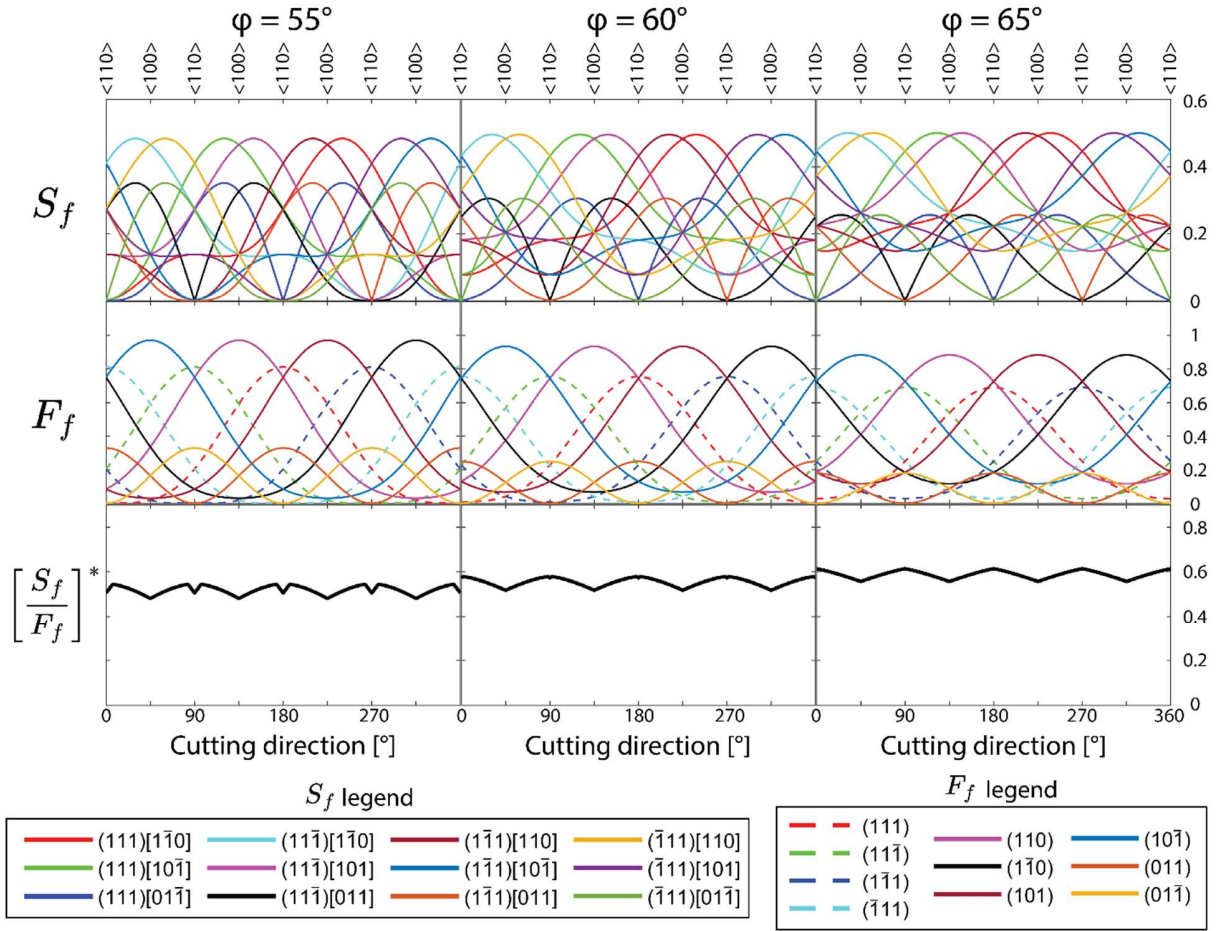 φ = 55° φ = 60° φ = 65°
<110> <100> <110> <100> <110> <100> <110> <100> <110> <100> <110> <100> <110> <100> <110> <100> <110> <100> <110> <100> <110> <100> <110> <100> <110>
S_f
0.6
0.4
0.2
0
F_f
1
0.8
0.6
0.4
0.2
0
[S_f / F_f]*
0.8
0.6
0.4
0.2
0
0 90 180 270 0 90 180 270 0 90 180 270 360
Cutting direction [°] Cutting direction [°] Cutting direction [°]
S_f legend
(111)[11̄0] (111̄)[11̄0] (11̄1)[110] (1̄11)[110]
(111)[101̄] (111̄)[101] (11̄1)[101̄] (1̄11)[101]
(111)[011̄] (111̄)[011] (11̄1)[011] (1̄11)[011̄]
F_f legend
(111)
(111̄)
(11̄1)
(1̄11)
(110) (101̄)
(11̄0) (011)
(101) (011̄)